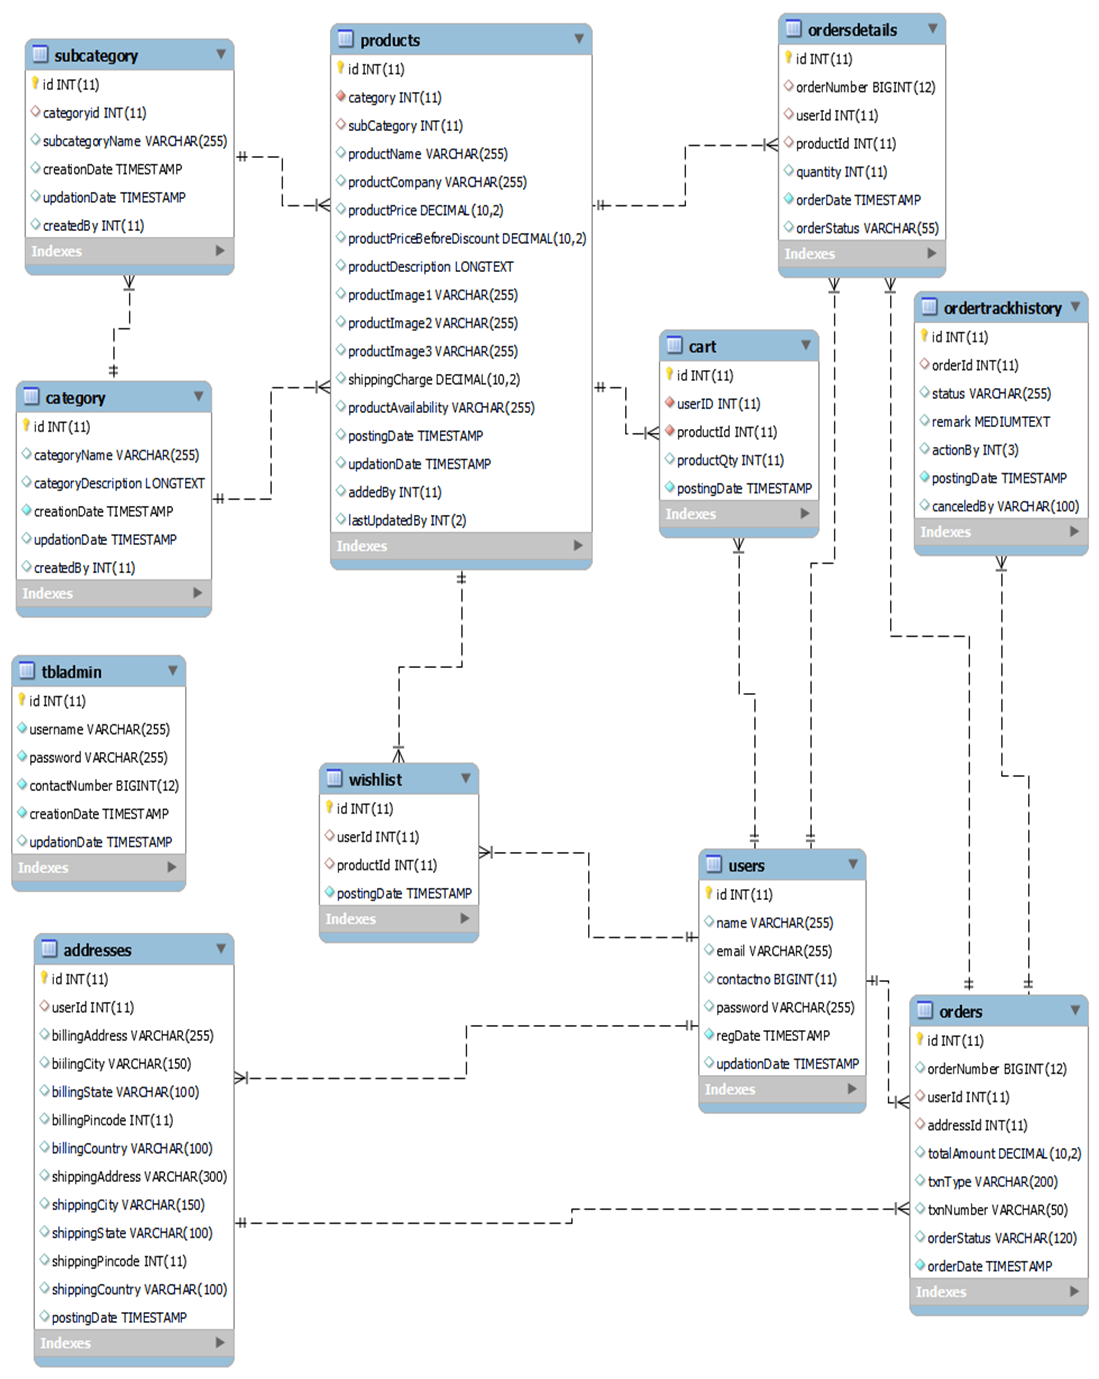 subcategory
id INT(11)
categoryid INT(11)
subcategoryName VARCHAR(255)
creationDate TIMESTAMP
updationDate TIMESTAMP
createdBy INT(11)
Indexes
products
id INT(11)
category INT(11)
subCategory INT(11)
productName VARCHAR(255)
productCompany VARCHAR(255)
productPrice DECIMAL(10,2)
productPriceBeforeDiscount DECIMAL(10,2)
productDescription LONGTEXT
productImage1 VARCHAR(255)
productImage2 VARCHAR(255)
productImage3 VARCHAR(255)
shippingCharge DECIMAL(10,2)
productAvailability VARCHAR(255)
postingDate TIMESTAMP
updationDate TIMESTAMP
addedBy INT(11)
lastUpdatedBy INT(2)
Indexes
ordersdetails
id INT(11)
orderNumber BIGINT(12)
userId INT(11)
productId INT(11)
quantity INT(11)
orderDate TIMESTAMP
orderStatus VARCHAR(55)
Indexes
ordertrackhistory
id INT(11)
orderId INT(11)
status VARCHAR(255)
remark MEDIUMTEXT
actionBy INT(3)
postingDate TIMESTAMP
canceledBy VARCHAR(100)
Indexes
cart
id INT(11)
userID INT(11)
productId INT(11)
productQty INT(11)
postingDate TIMESTAMP
Indexes
category
id INT(11)
categoryName VARCHAR(255)
categoryDescription LONGTEXT
creationDate TIMESTAMP
updationDate TIMESTAMP
createdBy INT(11)
Indexes
tbladmin
id INT(11)
username VARCHAR(255)
password VARCHAR(255)
contactNumber BIGINT(12)
creationDate TIMESTAMP
updationDate TIMESTAMP
Indexes
wishlist
id INT(11)
userId INT(11)
productId INT(11)
postingDate TIMESTAMP
Indexes
users
id INT(11)
name VARCHAR(255)
email VARCHAR(255)
contactno BIGINT(11)
password VARCHAR(255)
regDate TIMESTAMP
updationDate TIMESTAMP
Indexes
addresses
id INT(11)
userId INT(11)
billingAddress VARCHAR(255)
biilingCity VARCHAR(150)
billingState VARCHAR(100)
billingPincode INT(11)
billingCountry VARCHAR(100)
shippingAddress VARCHAR(300)
shippingCity VARCHAR(150)
shippingState VARCHAR(100)
shippingPincode INT(11)
shippingCountry VARCHAR(100)
postingDate TIMESTAMP
Indexes
orders
id INT(11)
orderNumber BIGINT(12)
userId INT(11)
addressId INT(11)
totalAmount DECIMAL(10,2)
txnType VARCHAR(200)
txnNumber VARCHAR(50)
orderStatus VARCHAR(120)
orderDate TIMESTAMP
Indexes